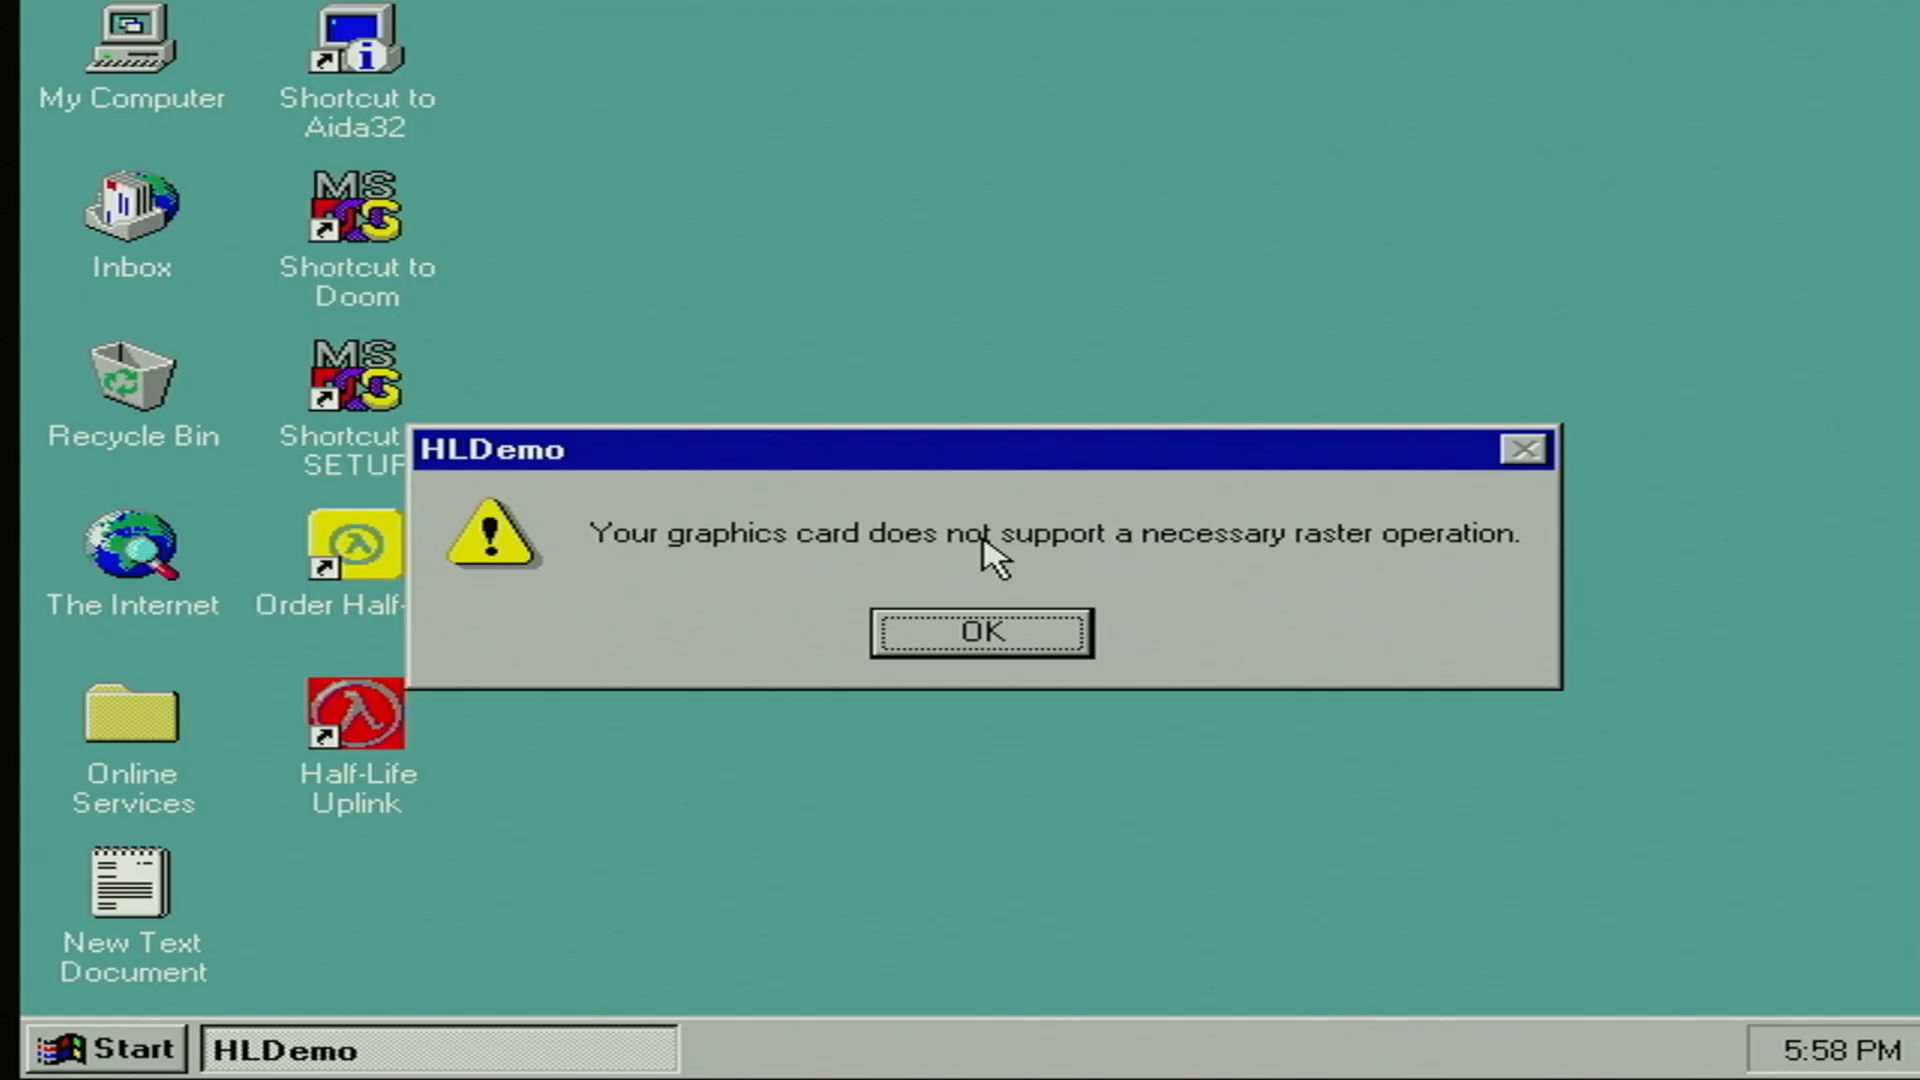 My Computer
Shortcut to
Aida32
Inbox
MS
Shortcut to
Doom
Recycle Bin
MS
Shortcut
SETUP
The Internet
Order Half-
Online
Services
Half-Life
Uplink
New Text
Document
HLDemo
Your graphics card does not support a necessary raster operation.
OK
Start
HLDemo
5:58 PM